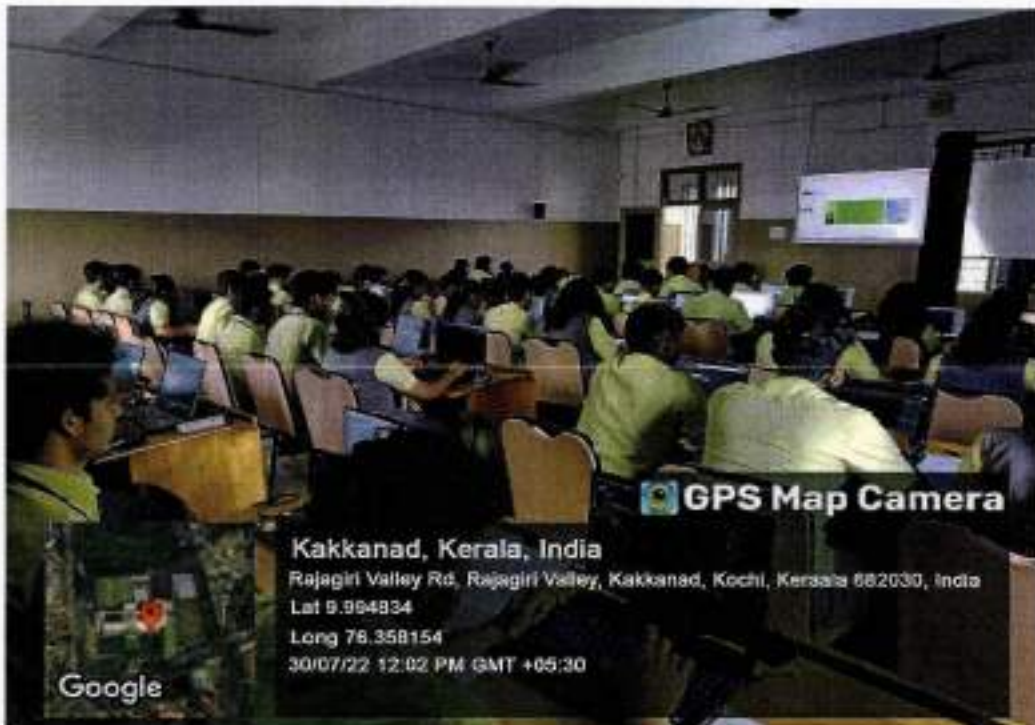 GPS Map Camera
Kakkanad, Kerala, India
Rajagiri Valley Rd, Rajagiri Valley, Kakkanad, Kochi, Keraala 682030, India
Lat 9.994834
Long 76.358154
30/07/22 12:02 PM GMT +05:30
Google